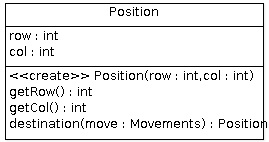 Position
row : int
col : int
<<create>> Position(row : int,col : int)
getRow() : int
getCol() : int
destination(move : Movements) : Position